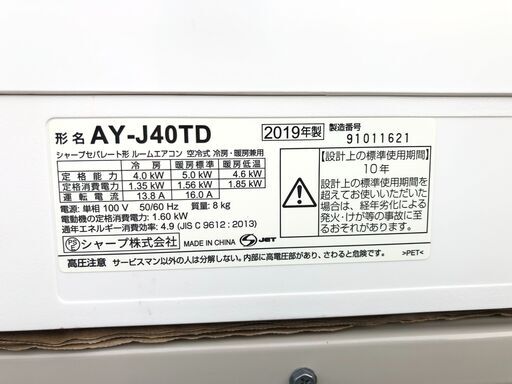 形名 AY-J40TD 2019年製 製造番号 91011621
シャープセパレート形 ルームエアコン 空冷式 冷房・暖房兼用
冷房 暖房標準 暖房低温
定格能力 4.0 kW 5.0 kW 4.6 kW
定格消費電力 1.35 kW 1.56 kW 1.85 kW
運転電流 13.8 A 16.0 A
電源: 単相 100 V 50/60 Hz 質量: 8 kg
電動機の定格消費電力: 1.60 kW
通年エネルギー消費効率: 4.9 (JIS C 9612 : 2013)
シャープ株式会社 MADE IN CHINA JET
【設計上の標準使用期間】
10年
設計上の標準使用期間を
超えてお使いいただいた
場合は、経年劣化による
発火・けが等の事故に至
るおそれがあります。
高圧注意 サービスマン以外の人は分解しない。内部に高電圧部があり、さわると危険です。 >PET<